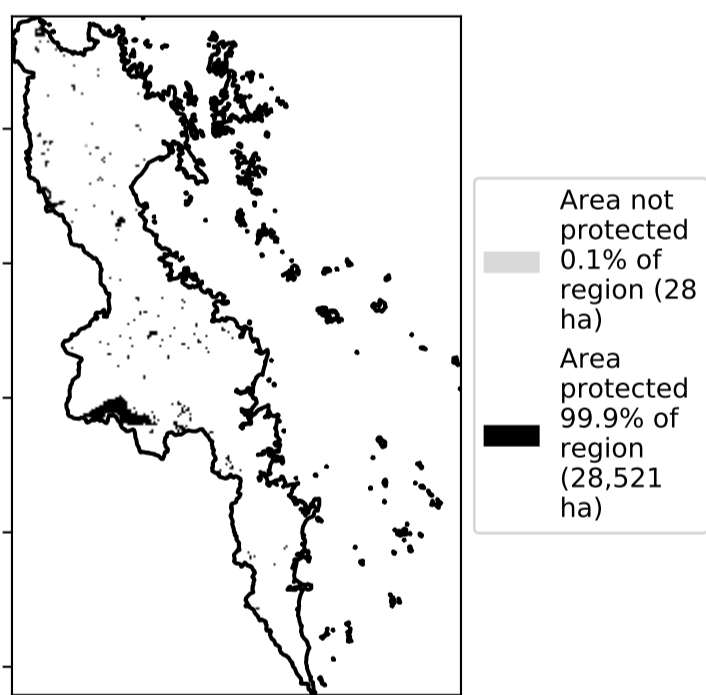 Area not
protected
0.1% of
region (28
ha)
Area
protected
99.9% of
region
(28,521
ha)